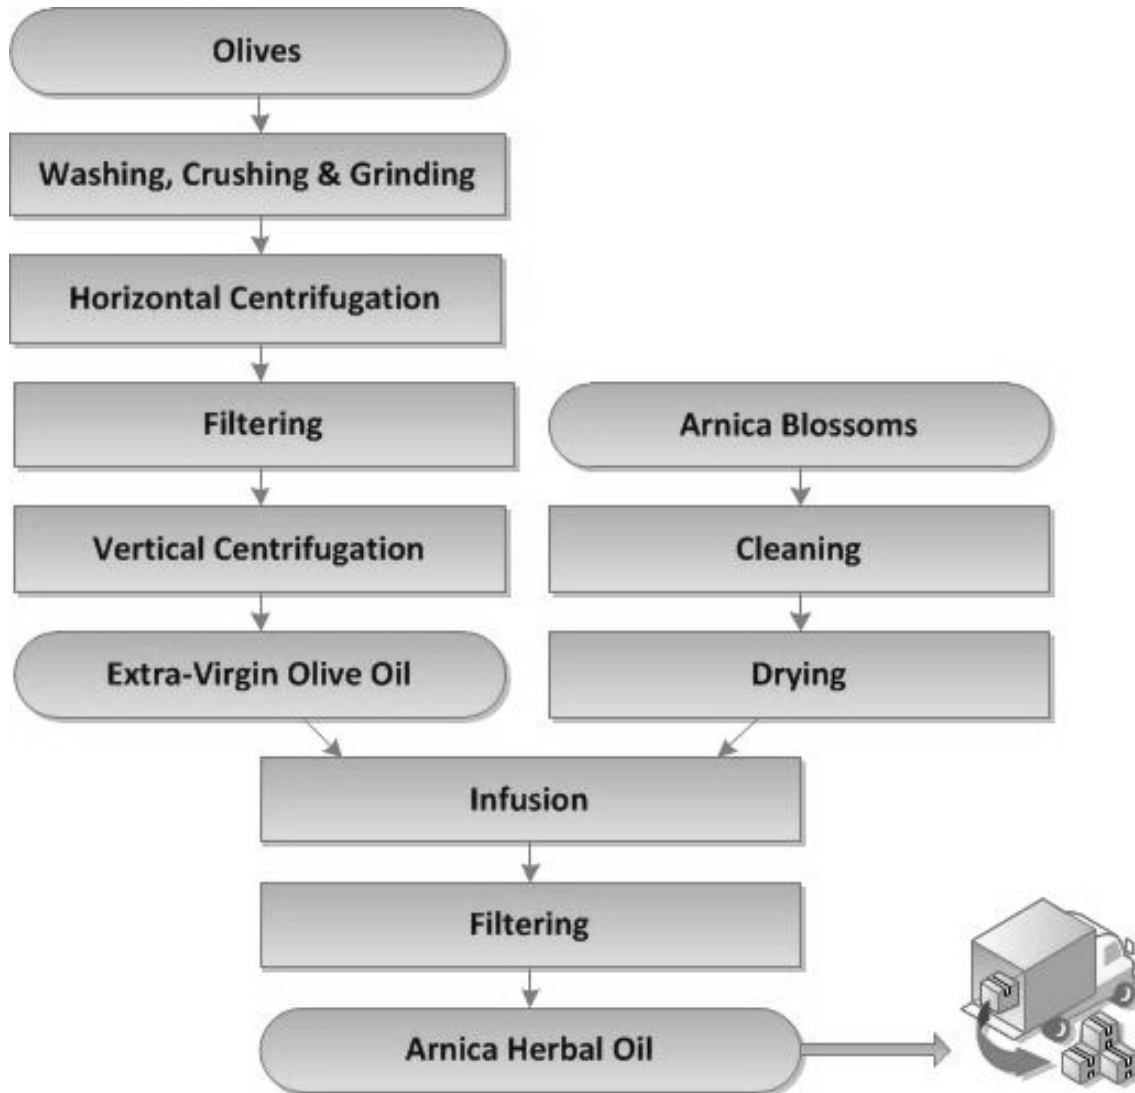 Olives
Washing, Crushing & Grinding
Horizontal Centrifugation
Filtering
Arnica Blossoms
Vertical Centrifugation
Cleaning
Extra-Virgin Olive Oil
Drying
Infusion
Filtering
Arnica Herbal Oil